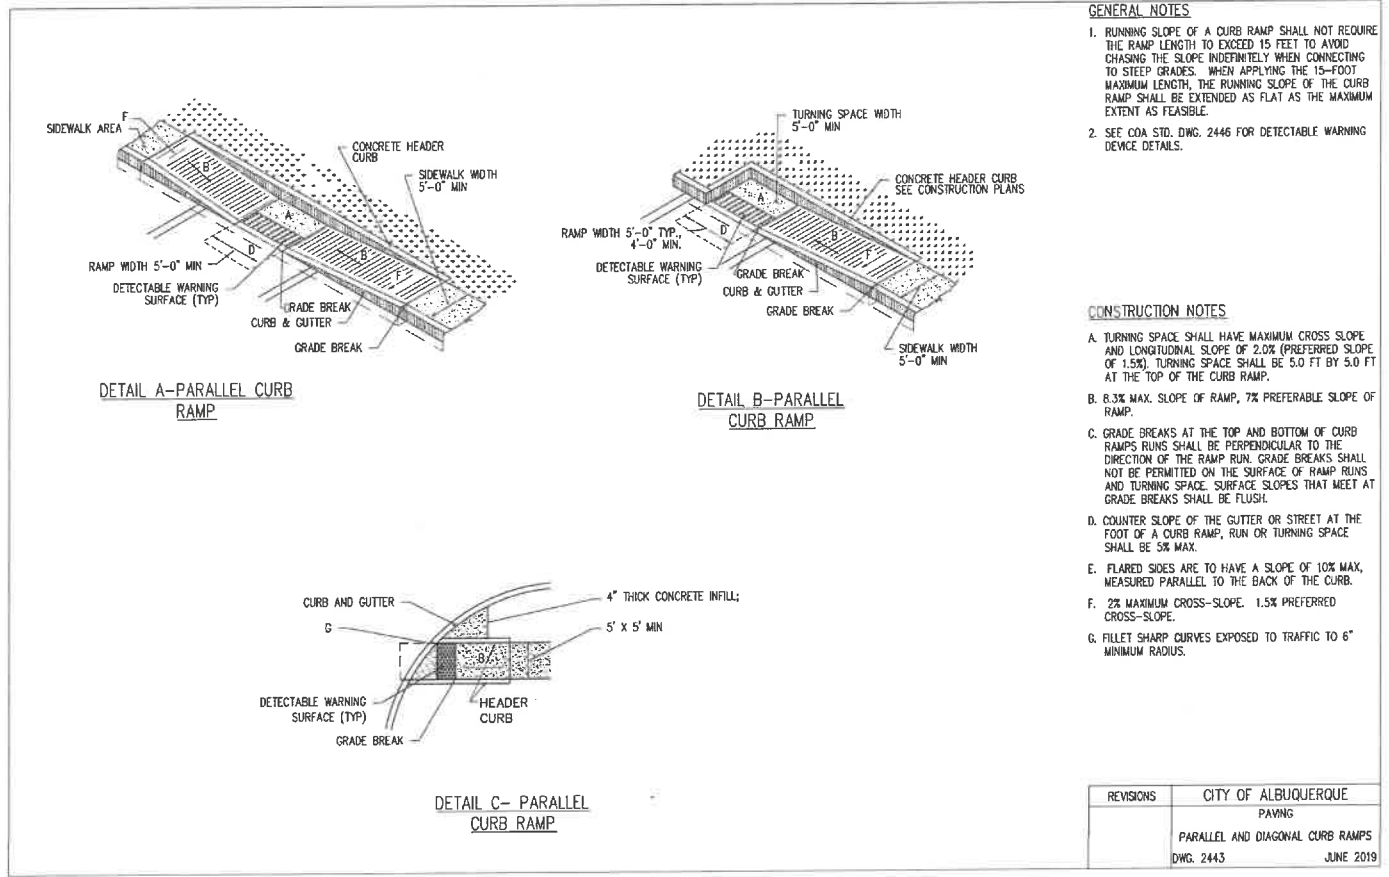 GENERAL NOTES
1. RUNNING SLOPE OF A CURB RAMP SHALL NOT REQUIRE
THE RAMP LENGTH TO EXCEED 15 FEET TO AVOID
CHASING THE SLOPE INDEFINITELY WHEN CONNECTING
TO STEEP GRADES. WHEN APPLYING THE 15-FOOT
MAXIMUM LENGTH, THE RUNNING SLOPE OF THE CURB
RAMP SHALL BE EXTENDED AS FLAT AS THE MAXIMUM
EXTENT AS FEASIBLE.
2. SEE COA STD. DWG. 2446 FOR DETECTABLE WARNING
DEVICE DETAILS.
F
SIDEWALK AREA
CONCRETE HEADER
CURB
SIDEWALK WIDTH
5'-0" MIN
B
A
D
B
F
RAMP WIDTH 5'-0" MIN
DETECTABLE WARNING
SURFACE (TYP)
GRADE BREAK
CURB & GUTTER
GRADE BREAK
DETAIL A-PARALLEL CURB
RAMP
TURNING SPACE WIDTH
5'-0" MIN
CONCRETE HEADER CURB
SEE CONSTRUCTION PLANS
A
D
B
F
RAMP WIDTH 5'-0" TYP.,
4'-0" MIN.
DETECTABLE WARNING
SURFACE (TYP)
GRADE BREAK
CURB & GUTTER
GRADE BREAK
SIDEWALK WIDTH
5'-0" MIN
DETAIL B-PARALLEL
CURB RAMP
CONSTRUCTION NOTES
A. TURNING SPACE SHALL HAVE MAXIMUM CROSS SLOPE
AND LONGITUDINAL SLOPE OF 2.0% (PREFERRED SLOPE
OF 1.5%). TURNING SPACE SHALL BE 5.0 FT BY 5.0 FT
AT THE TOP OF THE CURB RAMP.
B. 8.3% MAX. SLOPE OF RAMP, 7% PREFERABLE SLOPE OF
RAMP.
C. GRADE BREAKS AT THE TOP AND BOTTOM OF CURB
RAMPS RUNS SHALL BE PERPENDICULAR TO THE
DIRECTION OF THE RAMP RUN. GRADE BREAKS SHALL
NOT BE PERMITTED ON THE SURFACE OF RAMP RUNS
AND TURNING SPACE. SURFACE SLOPES THAT MEET AT
GRADE BREAKS SHALL BE FLUSH.
D. COUNTER SLOPE OF THE GUTTER OR STREET AT THE
FOOT OF A CURB RAMP, RUN OR TURNING SPACE
SHALL BE 5% MAX.
E. FLARED SIDES ARE TO HAVE A SLOPE OF 10% MAX,
MEASURED PARALLEL TO THE BACK OF THE CURB.
F. 2% MAXIMUM CROSS-SLOPE. 1.5% PREFERRED
CROSS-SLOPE.
G. FILLET SHARP CURVES EXPOSED TO TRAFFIC TO 6"
MINIMUM RADIUS.
CURB AND GUTTER
G
4" THICK CONCRETE INFILL;
5' X 5' MIN
B
DETECTABLE WARNING
SURFACE (TYP)
GRADE BREAK
HEADER
CURB
DETAIL C- PARALLEL
CURB RAMP
REVISIONS
CITY OF ALBUQUERQUE
PAVING
PARALLEL AND DIAGONAL CURB RAMPS
DWG. 2443 JUNE 2019